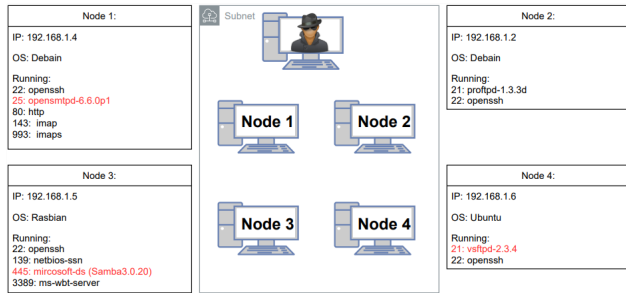 Node 1:
IP: 192.168.1.4
OS: Debain
Running:
22: openssh
25: opensmtpd-6.6.0p1
80: http
143: imap
993: imaps
Subnet
Node 1
Node 2
Node 3
Node 4
Node 2:
IP: 192.168.1.2
OS: Debain
Running:
21: proftpd-1.3.3d
22: openssh
Node 3:
IP: 192.168.1.5
OS: Rasbian
Running:
22: openssh
139: netbios-ssn
445: mircosoft-ds (Samba3.0.20)
3389: ms-wbt-server
Node 4:
IP: 192.168.1.6
OS: Ubuntu
Running:
21: vsftpd-2.3.4
22: openssh